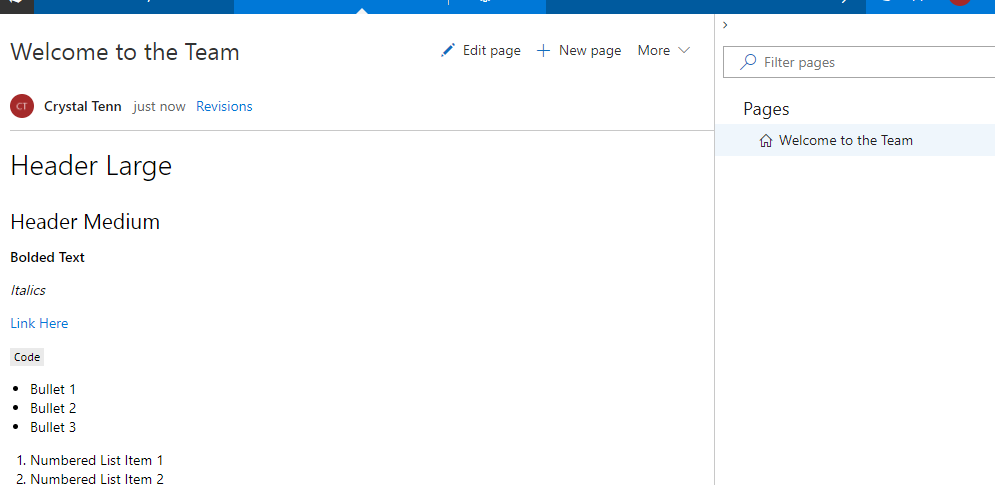 Welcome to the Team
Edit page
New page
More
CT Crystal Tenn just now Revisions
Header Large
Header Medium
Bolded Text
Italics
Link Here
Code
Bullet 1
Bullet 2
Bullet 3
1. Numbered List Item 1
2. Numbered List Item 2
Filter pages
Pages
Welcome to the Team